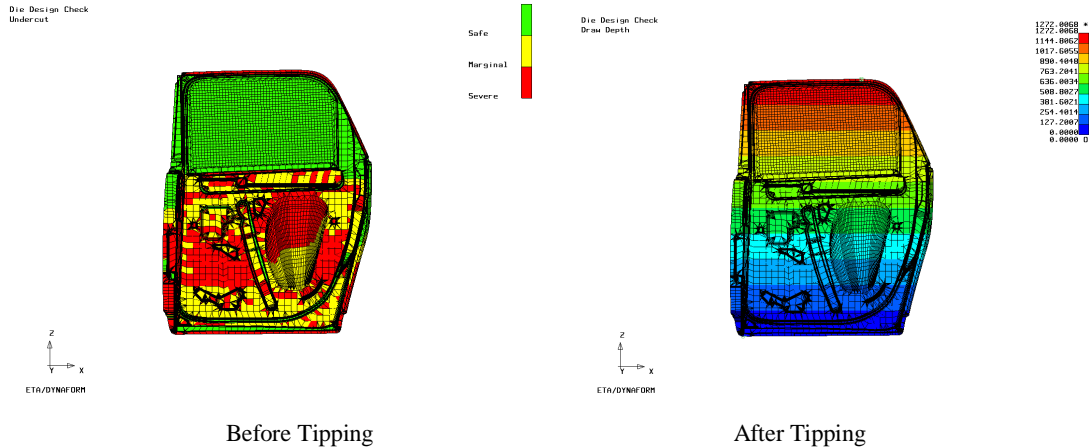 Die Design Check
Undercut
Safe
Marginal
Severe
Z
Y X
ETA/DYNAFORM
Before Tipping
Die Design Check
Draw Depth
1272.0068 *
1272.0068
1144.8062
1017.6055
890.4048
763.2041
636.0034
508.8027
381.6021
254.4014
127.2007
0.0000
0.0000 O
Z
Y X
ETA/DYNAFORM
After Tipping